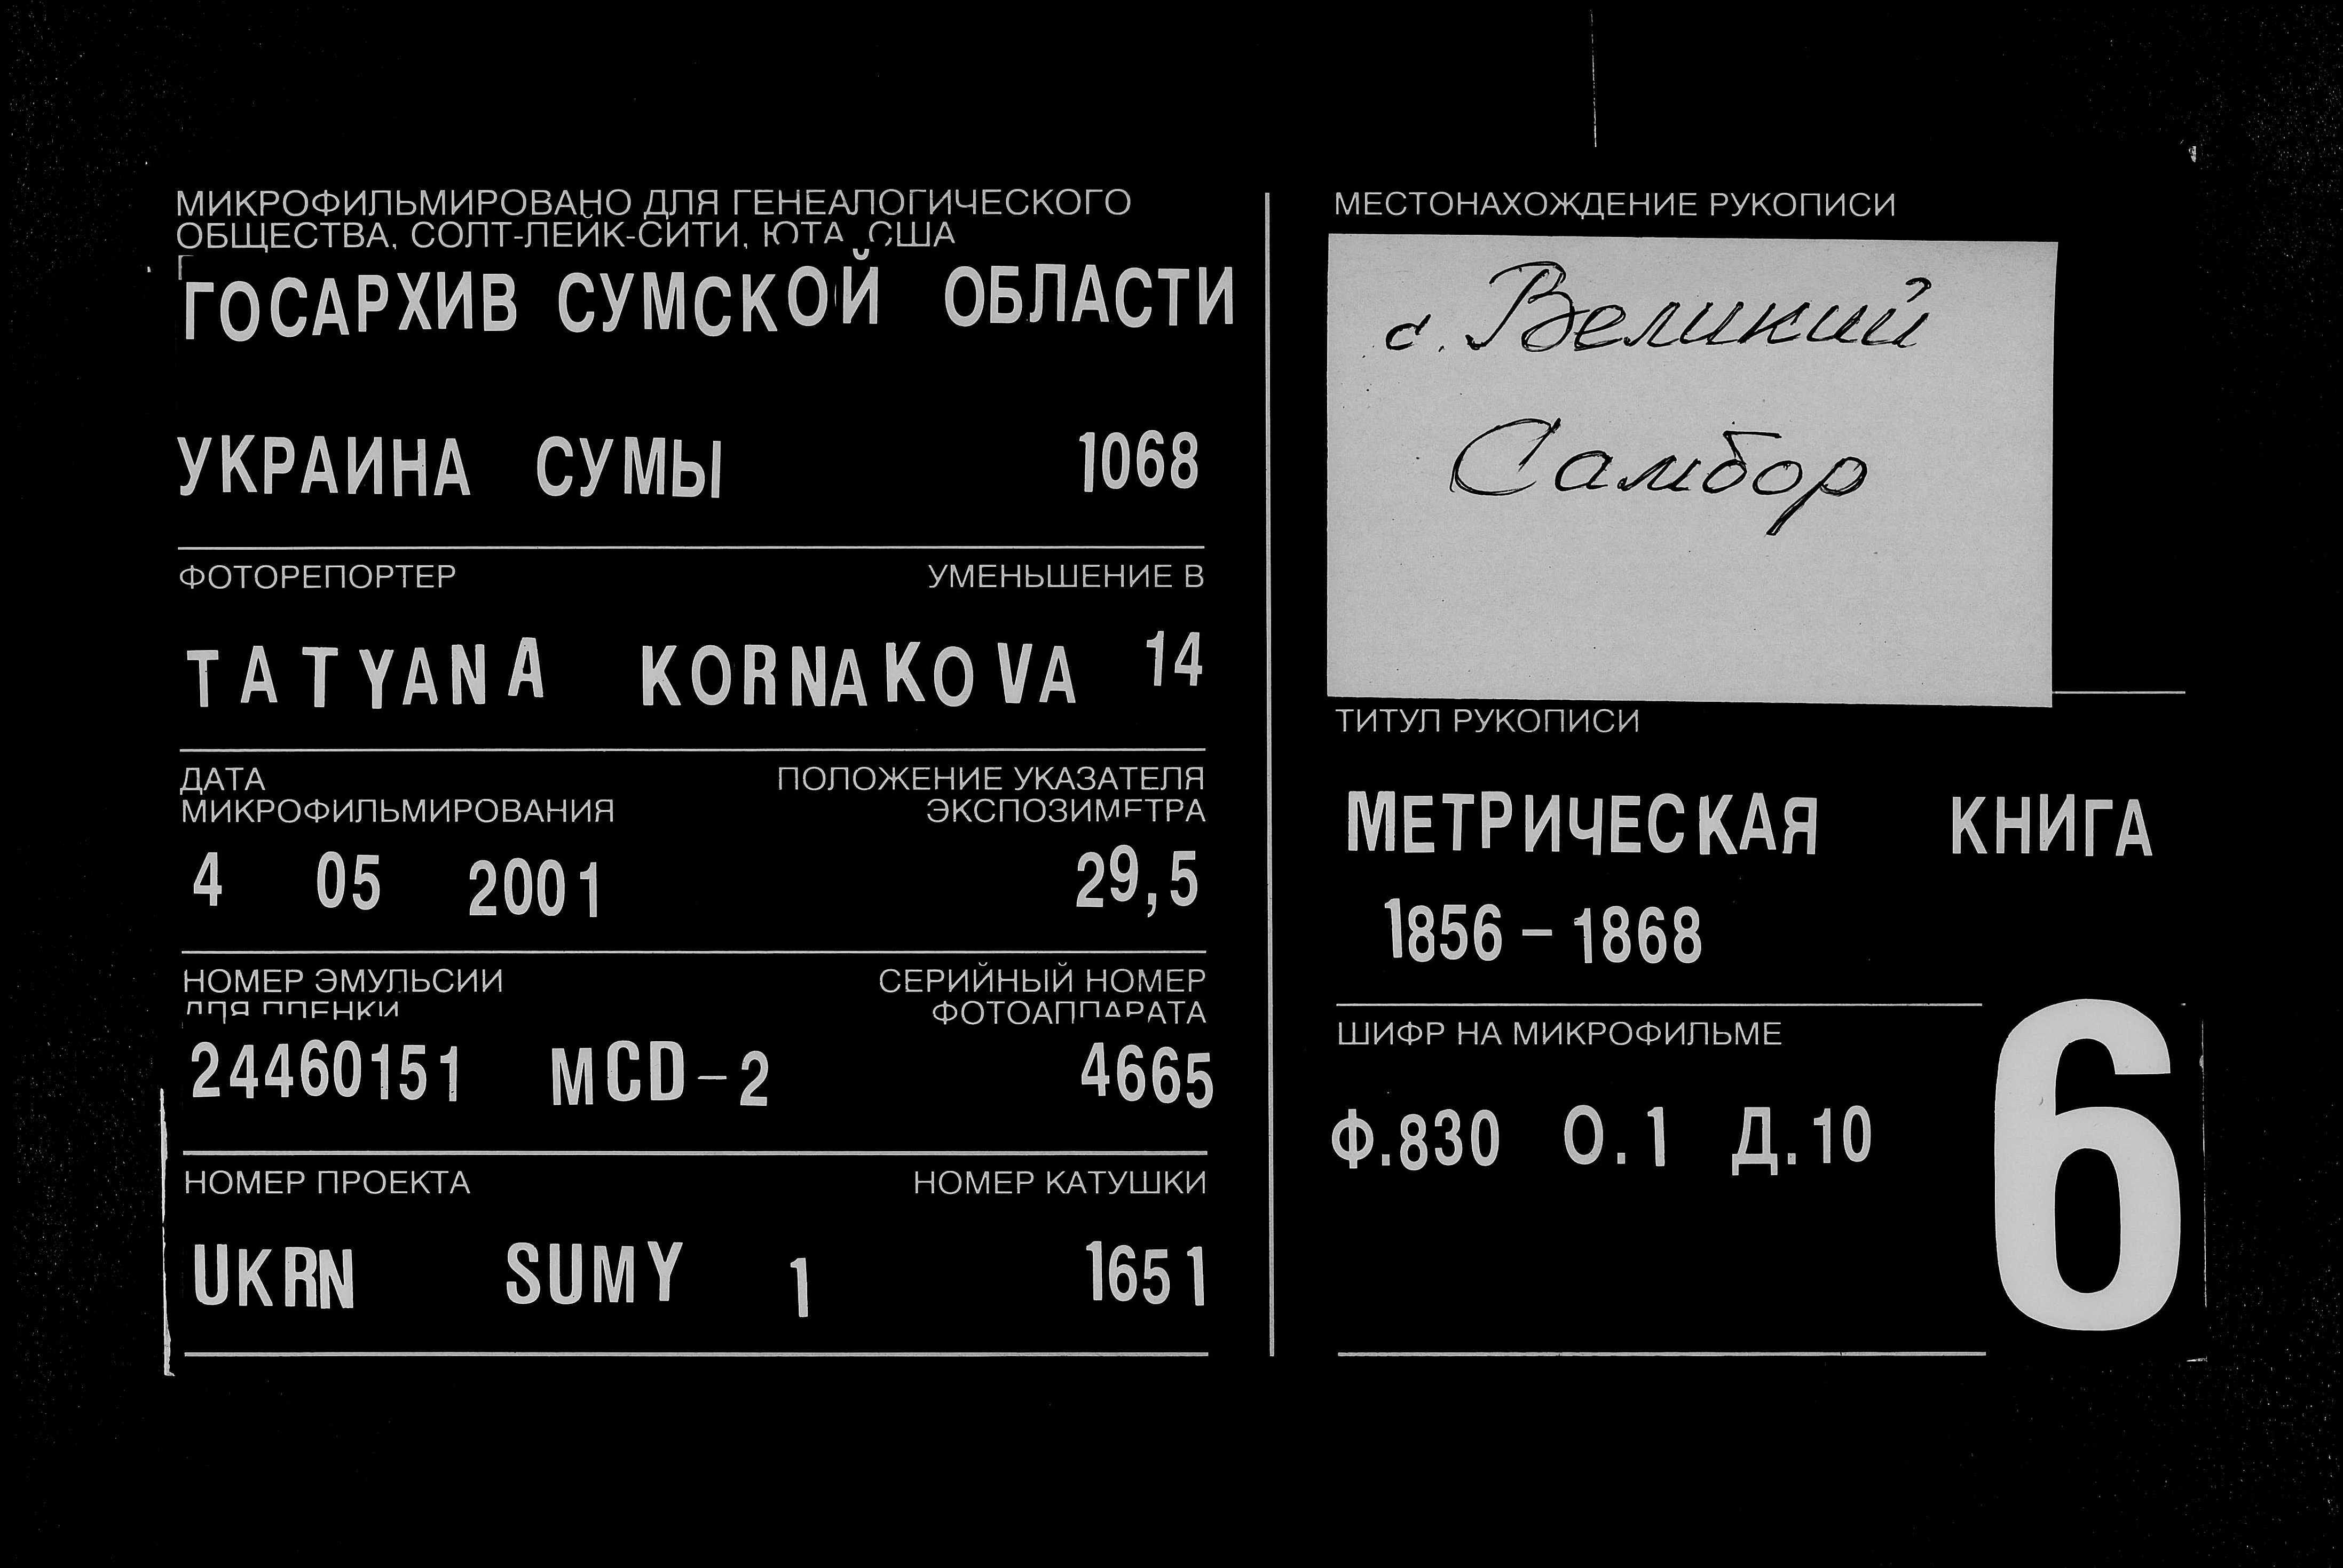 МИКРОФИЛЬМИРОВАНО ДЛЯ ГЕНЕАЛОГИЧЕСКОГО
ОБЩЕСТВА, СОЛТ-ЛЕЙК-СИТИ, ЮТА, США
ГОСАРХИВ СУМСКОЙ ОБЛАСТИ
УКРАИНА СУМЫ 1068
ФОТОРЕПОРТЕР УМЕНЬШЕНИЕ В
TATYANA KORNAKOVA 14
ДАТА ПОЛОЖЕНИЕ УКАЗАТЕЛЯ
МИКРОФИЛЬМИРОВАНИЯ ЭКСПОЗИМЕТРА
4 05 2001 29,5
НОМЕР ЭМУЛЬСИИ СЕРИЙНЫЙ НОМЕР
ДЛЯ ПЛЕНКИ ФОТОАППАРАТА
24460151 MCD-2 4665
НОМЕР ПРОЕКТА НОМЕР КАТУШКИ
UKRN SUMY 1 1651
МЕСТОНАХОЖДЕНИЕ РУКОПИСИ
с. Великий
Самбор
ТИТУЛ РУКОПИСИ
МЕТРИЧЕСКАЯ КНИГА
1856 – 1868
ШИФР НА МИКРОФИЛЬМЕ
Ф.830 О.1 Д.10
6